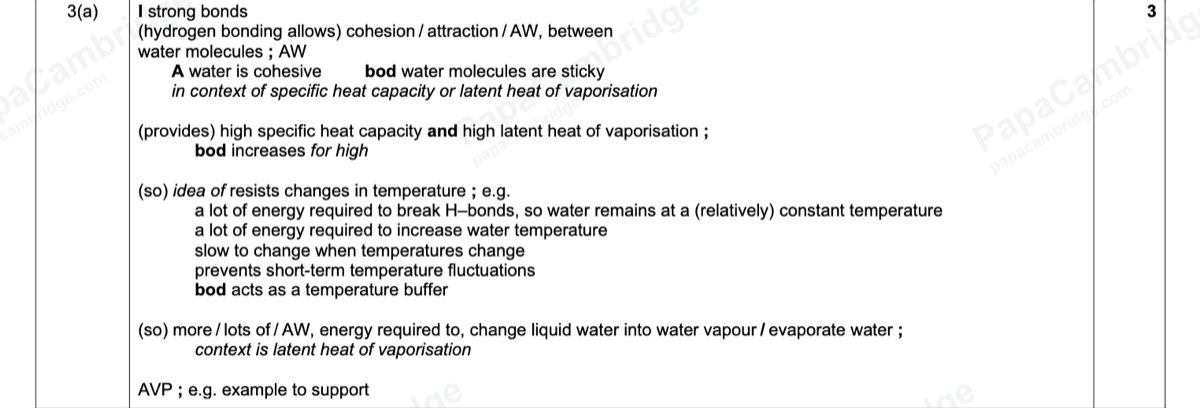 3(a)
I strong bonds
(hydrogen bonding allows) cohesion / attraction / AW, between
water molecules ; AW
A water is cohesive bod water molecules are sticky
in context of specific heat capacity or latent heat of vaporisation
(provides) high specific heat capacity and high latent heat of vaporisation ;
bod increases for high
(so) idea of resists changes in temperature ; e.g.
a lot of energy required to break H–bonds, so water remains at a (relatively) constant temperature
a lot of energy required to increase water temperature
slow to change when temperatures change
prevents short-term temperature fluctuations
bod acts as a temperature buffer
(so) more / lots of / AW, energy required to, change liquid water into water vapour / evaporate water ;
context is latent heat of vaporisation
AVP ; e.g. example to support
3
PapaCambridge
papacambridge.com